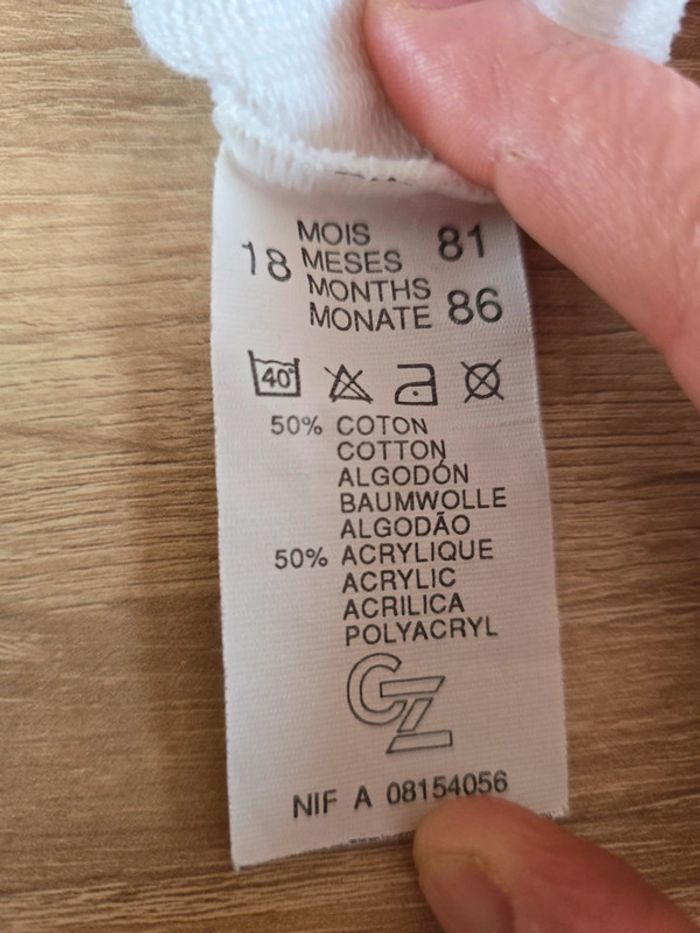 MOIS 81
18 MESES
MONTHS
MONATE 86
40°
50% COTON
COTTON
ALGODÓN
BAUMWOLLE
ALGODÃO
50% ACRYLIQUE
ACRYLIC
ACRILICA
POLYACRYL
CZ
NIF A 08154056